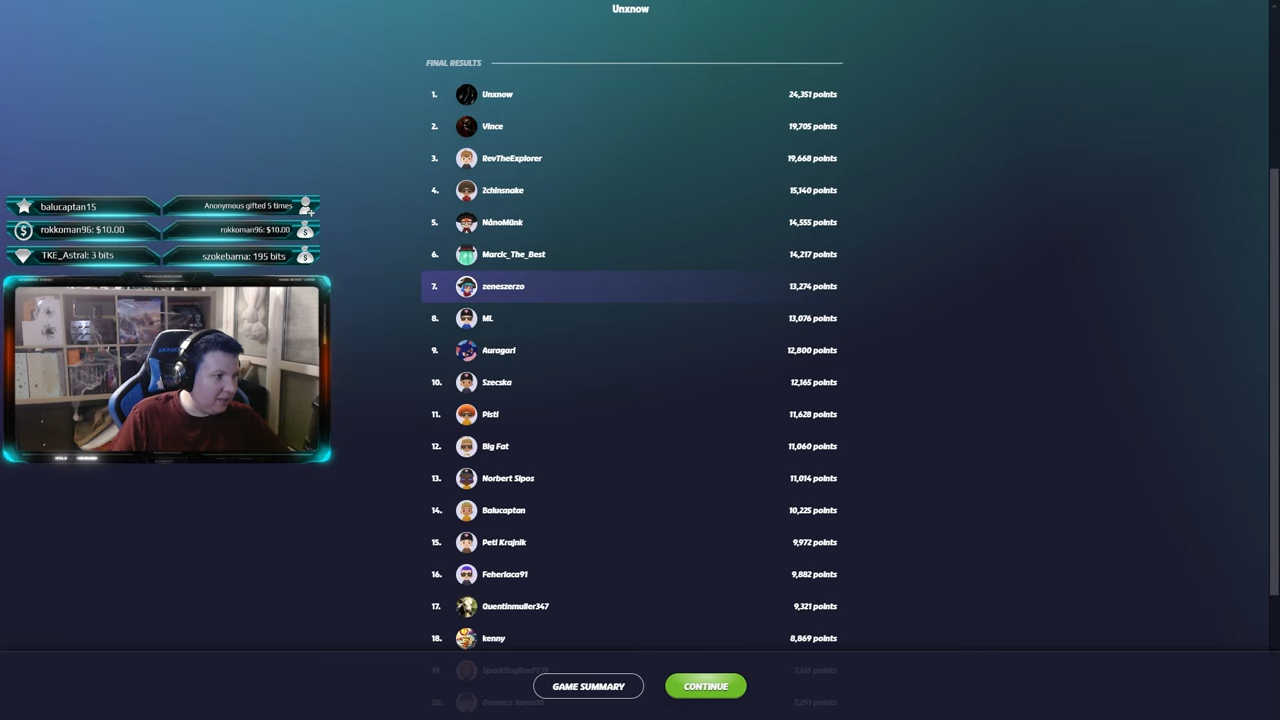 Unxnow
FINAL RESULTS
1. Unxnow 24,351 points
2. Vince 19,705 points
3. RevTheExplorer 19,668 points
4. 2chinsnake 15,140 points
5. NánoMünk 14,555 points
6. Marcic_The_Best 14,217 points
7. zeneszerzo 13,274 points
8. ML 13,076 points
9. Auragari 12,800 points
10. Szecska 12,165 points
11. Pisti 11,628 points
12. Big Fat 11,060 points
13. Norbert Sipos 11,014 points
14. Balucaptan 10,225 points
15. Peti Krajnik 9,972 points
16. Feherlaca91 9,882 points
17. Quentinmuller347 9,321 points
18. kenny 8,869 points
19.
20.
GAME SUMMARY
CONTINUE
balucaptan15
Anonymous gifted 5 times
rokkoman96: $10.00
rokkoman96: $10.00
TKE_Astral: 3 bits
szokebarna: 195 bits